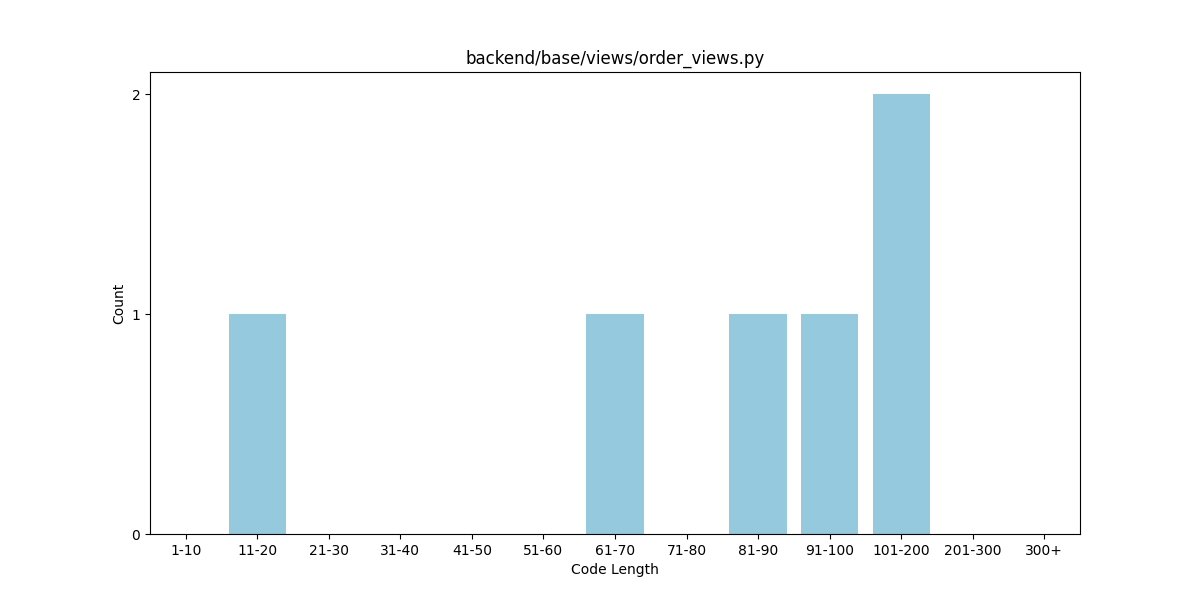 backend/base/views/order_views.py
Count
2
1
0
1-10 11-20 21-30 31-40 41-50 51-60 61-70 71-80 81-90 91-100 101-200 201-300 300+
Code Length